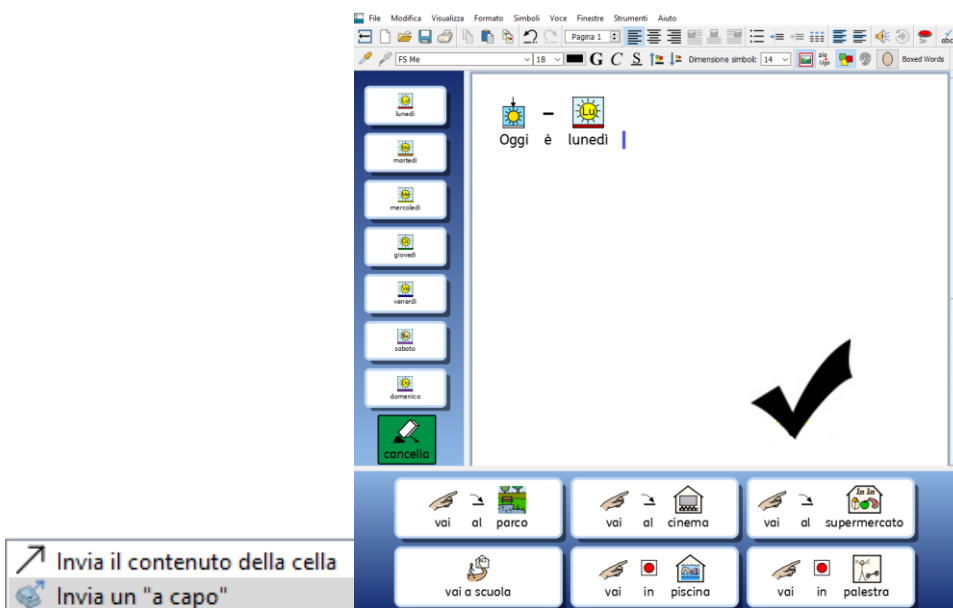 File Modifica Visualizza Formato Simboli Voce Finestre Strumenti Aiuto
Pagina 1
abc
FS Me 18 G C S Dimensione simboli: 14 Boxed Words
lunedì
martedì
mercoledì
giovedì
venerdì
sabato
domenica
cancella
Lu
Oggi è lunedì
vai al parco
vai al cinema
vai al supermercato
vai a scuola
vai in piscina
vai in palestra
Invia il contenuto della cella
Invia un "a capo"